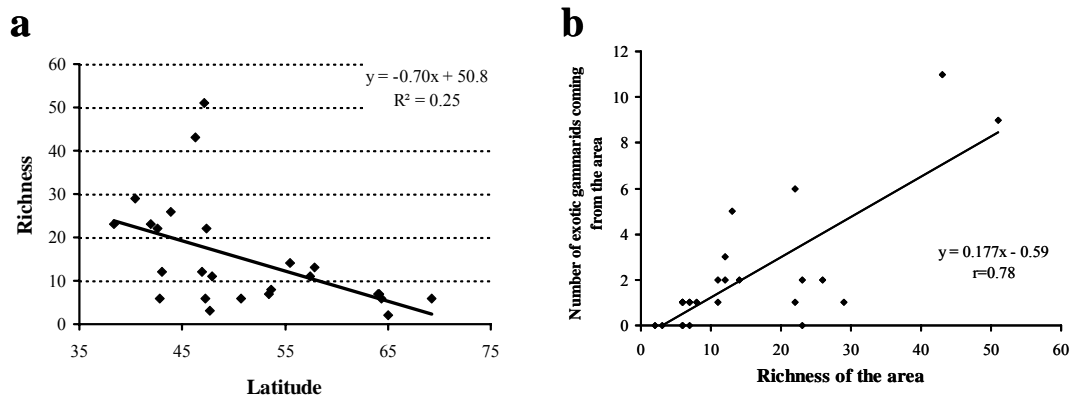 a
60
50
40
30
20
10
0
Richness
35 45 55 65 75
Latitude
y = -0.70x + 50.8
R² = 0.25
b
12
10
8
6
4
2
0
Number of exotic gammarids coming
from the area
0 10 20 30 40 50 60
Richness of the area
y = 0.177x - 0.59
r=0.78